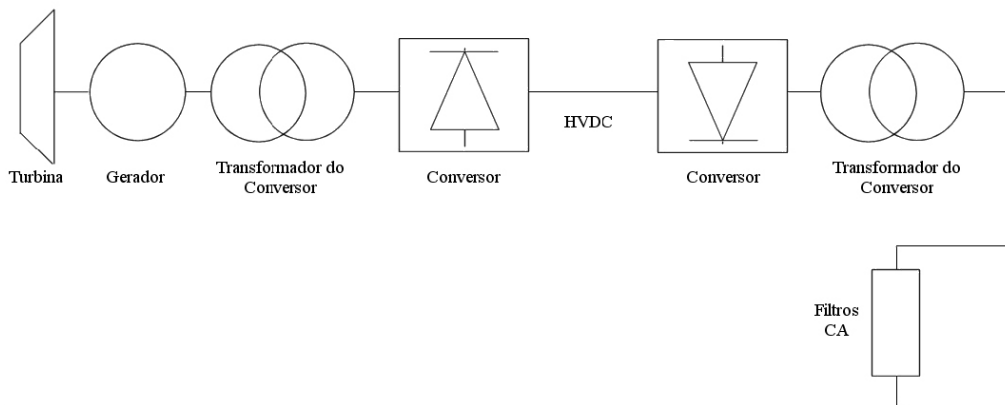 HVDC
Turbina
Gerador
Transformador do
Conversor
Conversor
Conversor
Transformador do
Conversor
Filtros
CA